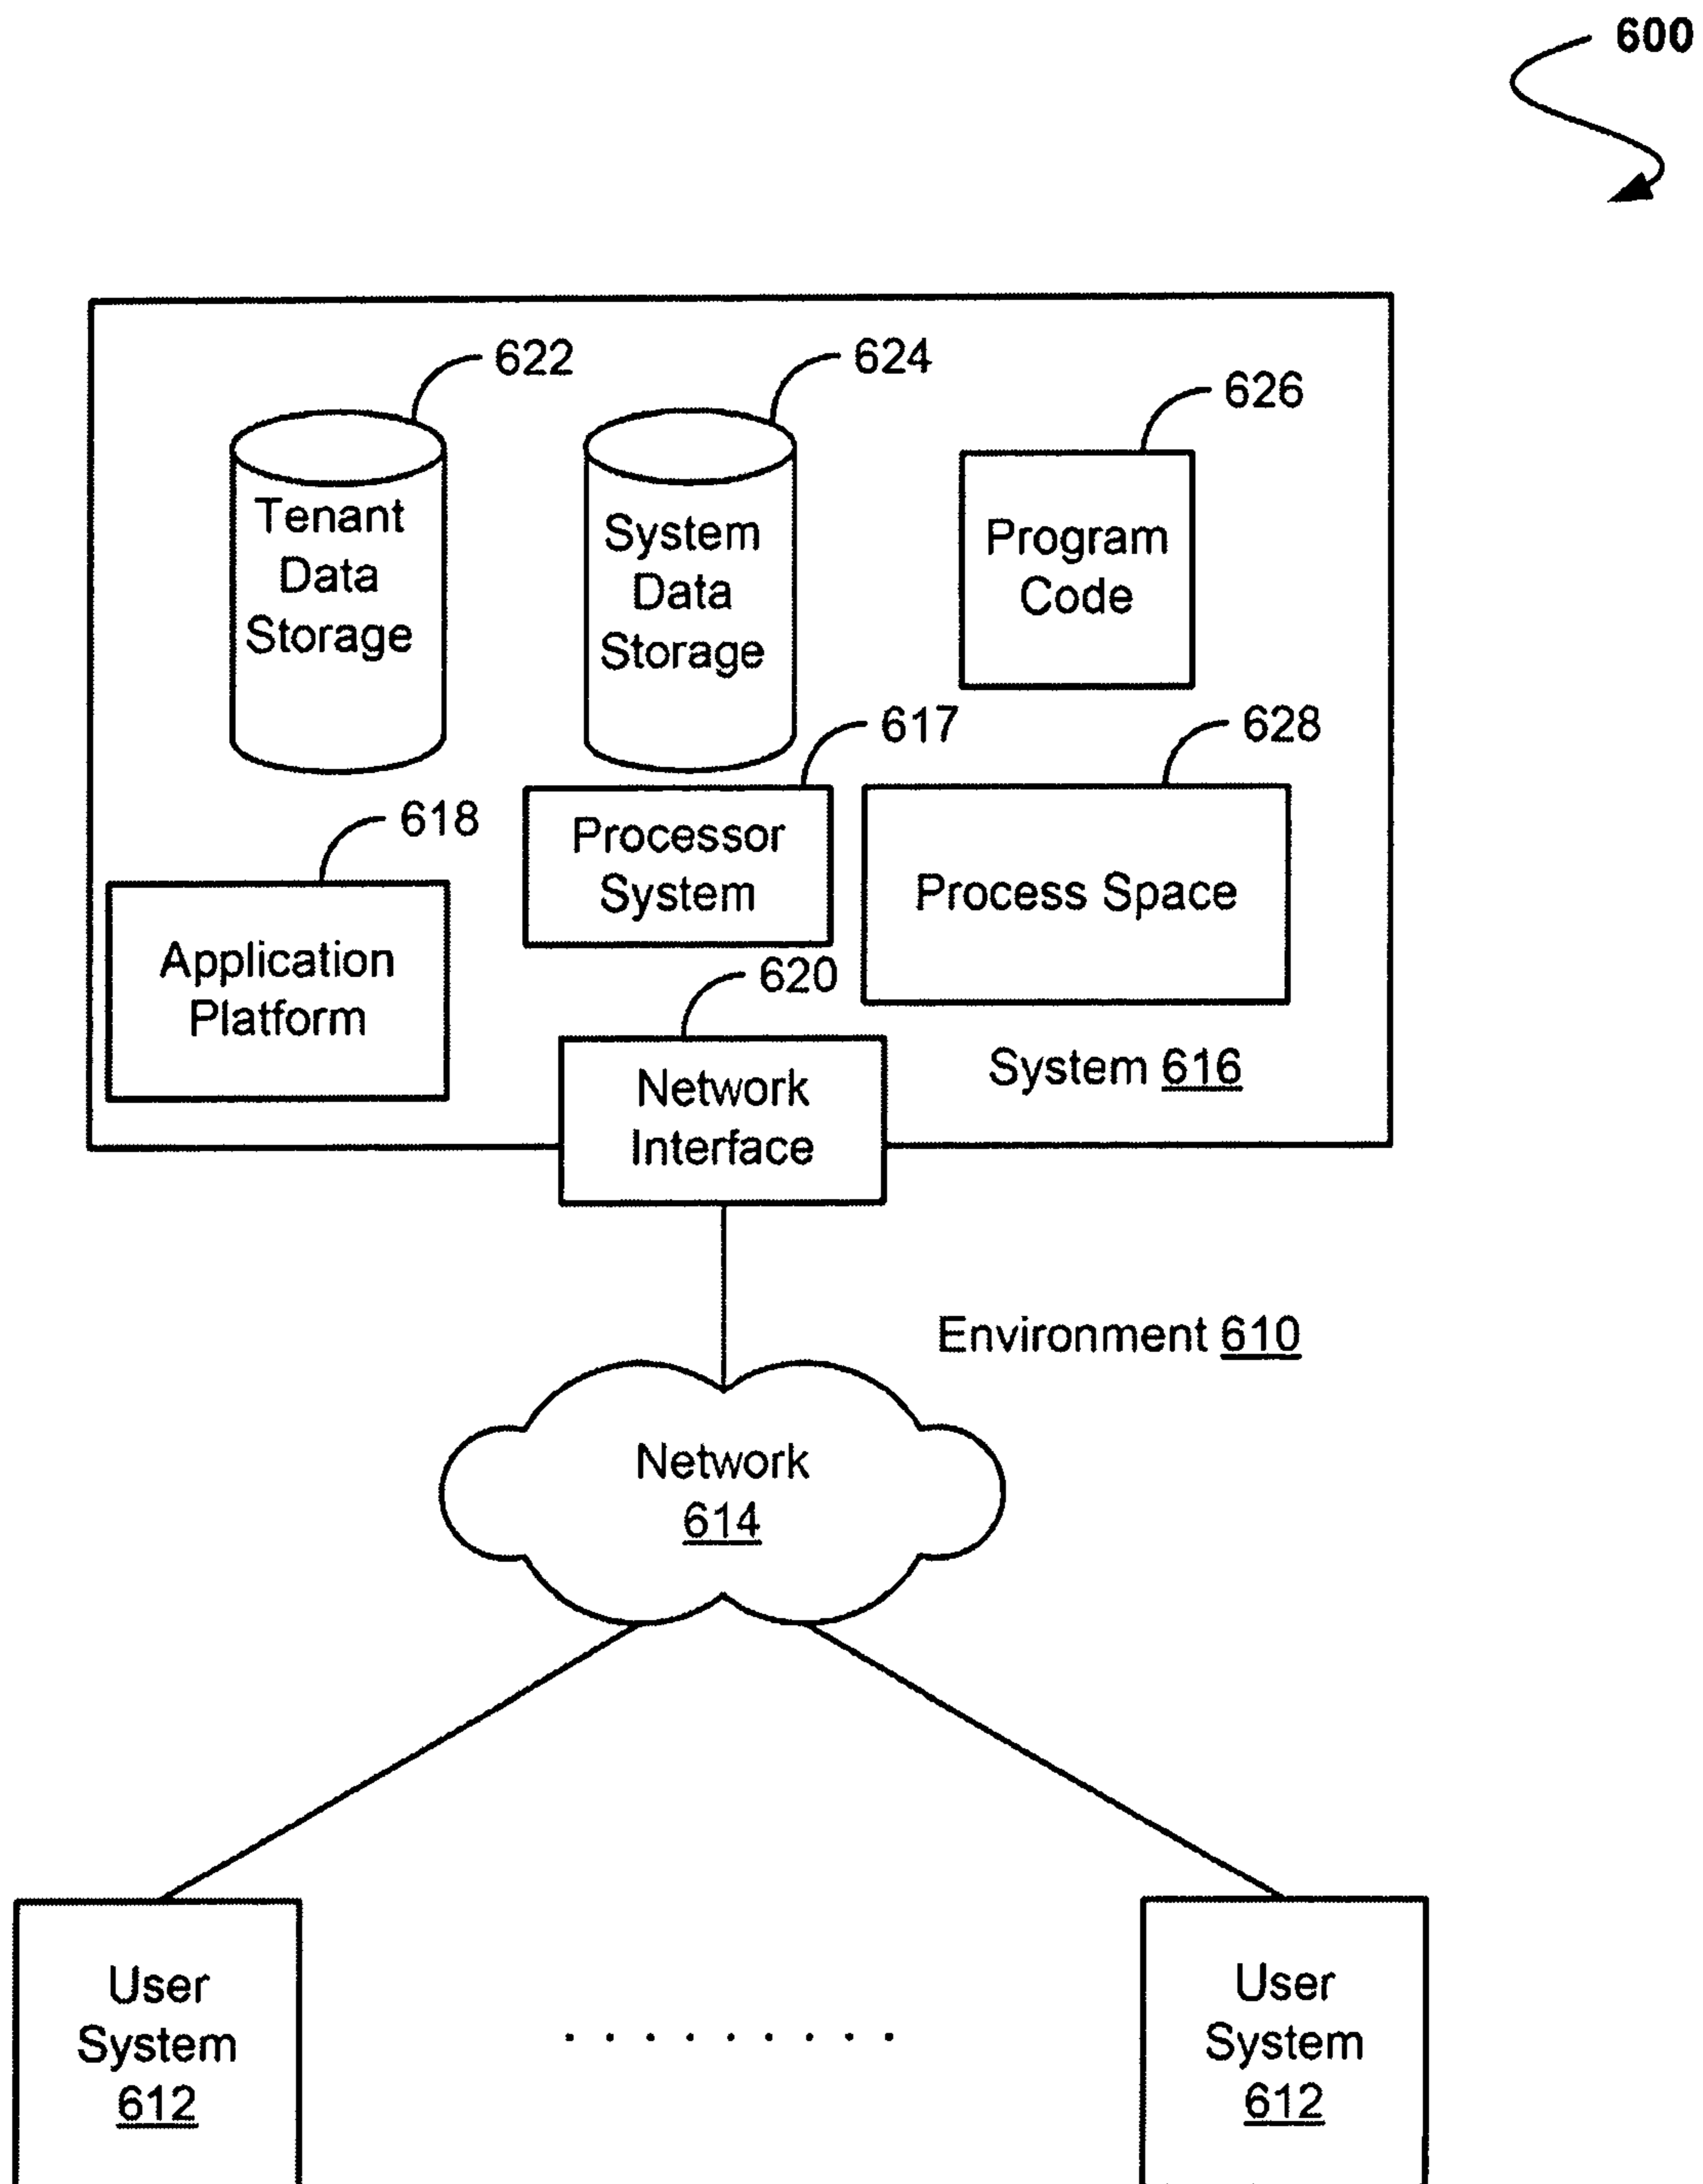 600
622
624
626
Tenant
Data
Storage
System
Data
Storage
Program
Code
617
628
618
Processor
System
Process Space
Application
Platform
620
System 616
Network
Interface
Environment 610
Network
614
User
System
612
User
System
612